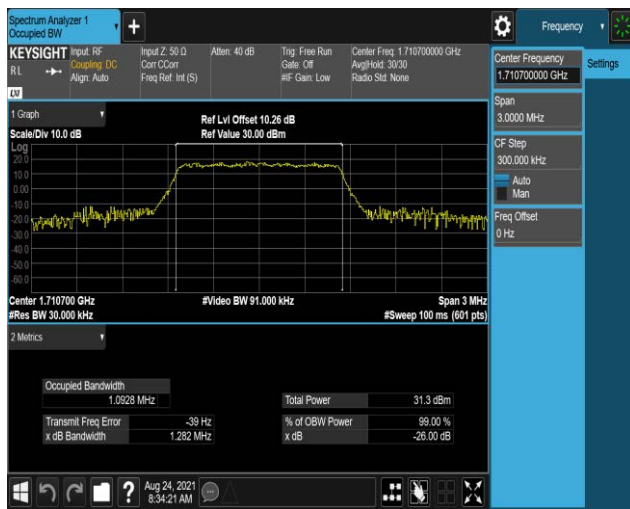 Spectrum Analyzer 1
Occupied BW
+
Frequency
KEYSIGHT
RL
LXI
Input: RF
Coupling: DC
Align: Auto
Input Z: 50 Ω
Corr CCorr
Freq Ref: Int (S)
Atten: 40 dB
Trig: Free Run
Gate: Off
#IF Gain: Low
Center Freq: 1.710700000 GHz
Avg|Hold: 30/30
Radio Std: None
Center Frequency
1.710700000 GHz
Settings
Span
3.0000 MHz
CF Step
300.000 kHz
Auto
Man
Freq Offset
0 Hz
1 Graph
Scale/Div 10.0 dB
Ref Lvl Offset 10.26 dB
Ref Value 30.00 dBm
Log
20.0
10.0
0.00
-10.0
-20.0
-30.0
-40.0
-50.0
-60.0
Center 1.710700 GHz
#Res BW 30.000 kHz
#Video BW 91.000 kHz
Span 3 MHz
#Sweep 100 ms (601 pts)
2 Metrics
Occupied Bandwidth
1.0928 MHz
Total Power 31.3 dBm
Transmit Freq Error -39 Hz
% of OBW Power 99.00 %
x dB Bandwidth 1.282 MHz
x dB -26.00 dB
?
Aug 24, 2021
8:34:21 AM